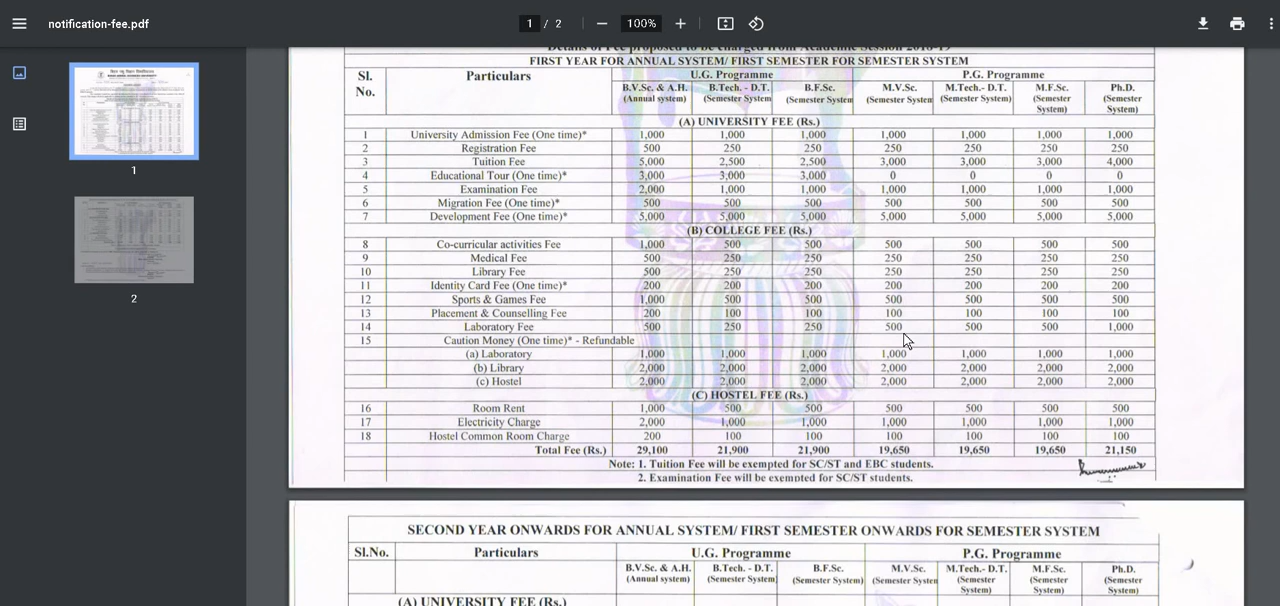 notification-fee.pdf
1 / 2
100%
Details of Fee proposed to be charged from Academic Session 2018-19
FIRST YEAR FOR ANNUAL SYSTEM/ FIRST SEMESTER FOR SEMESTER SYSTEM
Sl. No. Particulars U.G. Programme P.G. Programme
B.V.Sc. & A.H. (Annual system) B.Tech. - D.T. (Semester System B.F.Sc. (Semester System M.V.Sc. (Semester System M.Tech.- D.T. (Semester System) M.F.Sc. (Semester System) Ph.D. (Semester System)
(A) UNIVERSITY FEE (Rs.)
1 University Admission Fee (One time)* 1,000 1,000 1,000 1,000 1,000 1,000 1,000
2 Registration Fee 500 250 250 250 250 250 250
3 Tuition Fee 5,000 2,500 2,500 3,000 3,000 3,000 4,000
4 Educational Tour (One time)* 3,000 3,000 3,000 0 0 0 0
5 Examination Fee 2,000 1,000 1,000 1,000 1,000 1,000 1,000
6 Migration Fee (One time)* 500 500 500 500 500 500 500
7 Development Fee (One time)* 5,000 5,000 5,000 5,000 5,000 5,000 5,000
(B) COLLEGE FEE (Rs.)
8 Co-curricular activities Fee 1,000 500 500 500 500 500 500
9 Medical Fee 500 250 250 250 250 250 250
10 Library Fee 500 250 250 250 250 250 250
11 Identity Card Fee (One time)* 200 200 200 200 200 200 200
12 Sports & Games Fee 1,000 500 500 500 500 500 500
13 Placement & Counselling Fee 200 100 100 100 100 100 100
14 Laboratory Fee 500 250 250 500 500 500 1,000
15 Caution Money (One time)* - Refundable
(a) Laboratory 1,000 1,000 1,000 1,000 1,000 1,000 1,000
(b) Library 2,000 2,000 2,000 2,000 2,000 2,000 2,000
(c) Hostel 2,000 2,000 2,000 2,000 2,000 2,000 2,000
(C) HOSTEL FEE (Rs.)
16 Room Rent 1,000 500 500 500 500 500 500
17 Electricity Charge 2,000 1,000 1,000 1,000 1,000 1,000 1,000
18 Hostel Common Room Charge 200 100 100 100 100 100 100
Total Fee (Rs.) 29,100 21,900 21,900 19,650 19,650 19,650 21,150
Note: 1. Tuition Fee will be exempted for SC/ST and EBC students.
2. Examination Fee will be exempted for SC/ST students.
SECOND YEAR ONWARDS FOR ANNUAL SYSTEM/ FIRST SEMESTER ONWARDS FOR SEMESTER SYSTEM
Sl.No. Particulars U.G. Programme P.G. Programme
B.V.Sc. & A.H. (Annual system) B.Tech. - D.T. (Semester System) B.F.Sc. (Semester System) M.V.Sc. (Semester System M.Tech.- D.T. (Semester System) M.F.Sc. (Semester System) Ph.D. (Semester System)
(A) UNIVERSITY FEE (Rs.)
1
2